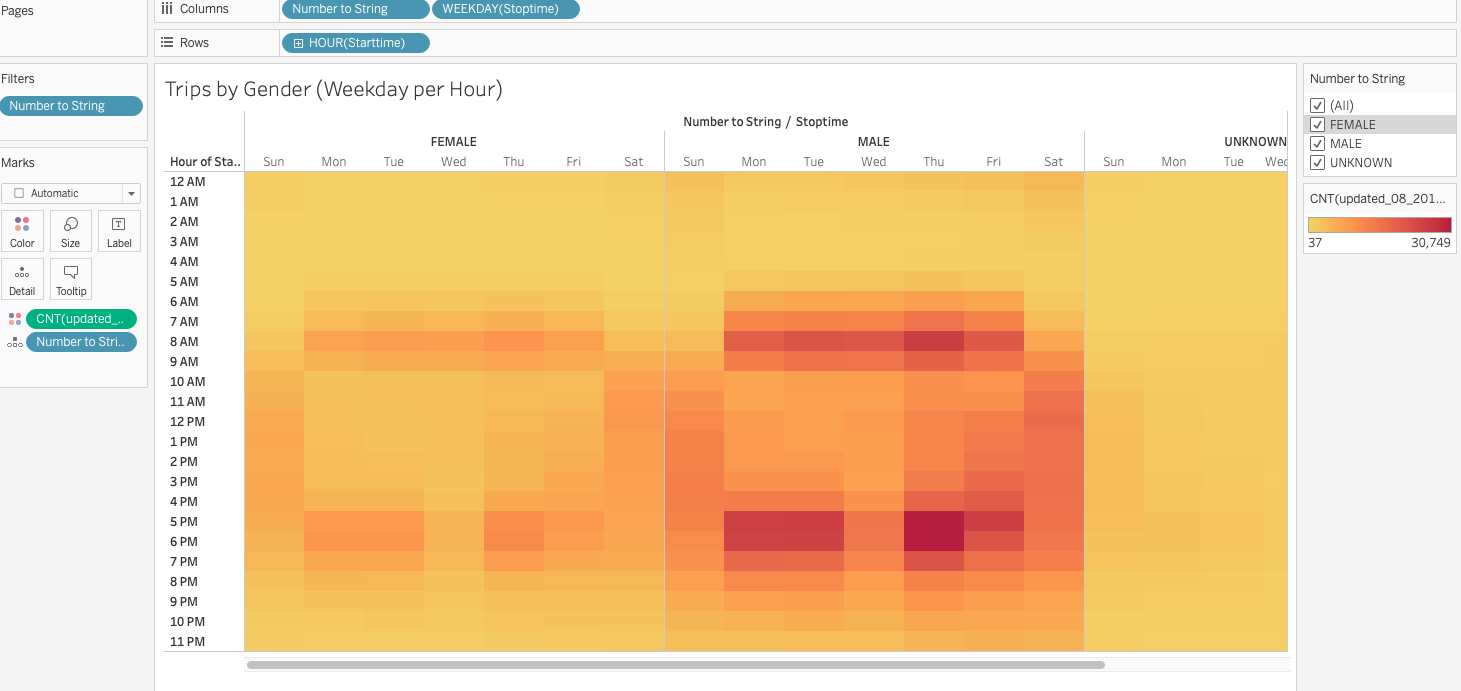 Pages
Columns
Number to String
WEEKDAY(Stoptime)
Rows
HOUR(Starttime)
Filters
Number to String
Marks
Automatic
Color
Size
Label
Detail
Tooltip
CNT(updated_..
Number to Stri..
Trips by Gender (Weekday per Hour)
Number to String / Stoptime
FEMALE MALE UNKNOWN
Hour of Sta.. Sun Mon Tue Wed Thu Fri Sat Sun Mon Tue Wed Thu Fri Sat Sun Mon Tue Wed
12 AM
1 AM
2 AM
3 AM
4 AM
5 AM
6 AM
7 AM
8 AM
9 AM
10 AM
11 AM
12 PM
1 PM
2 PM
3 PM
4 PM
5 PM
6 PM
7 PM
8 PM
9 PM
10 PM
11 PM
Number to String
(All)
FEMALE
MALE
UNKNOWN
CNT(updated_08_201...
37 30,749